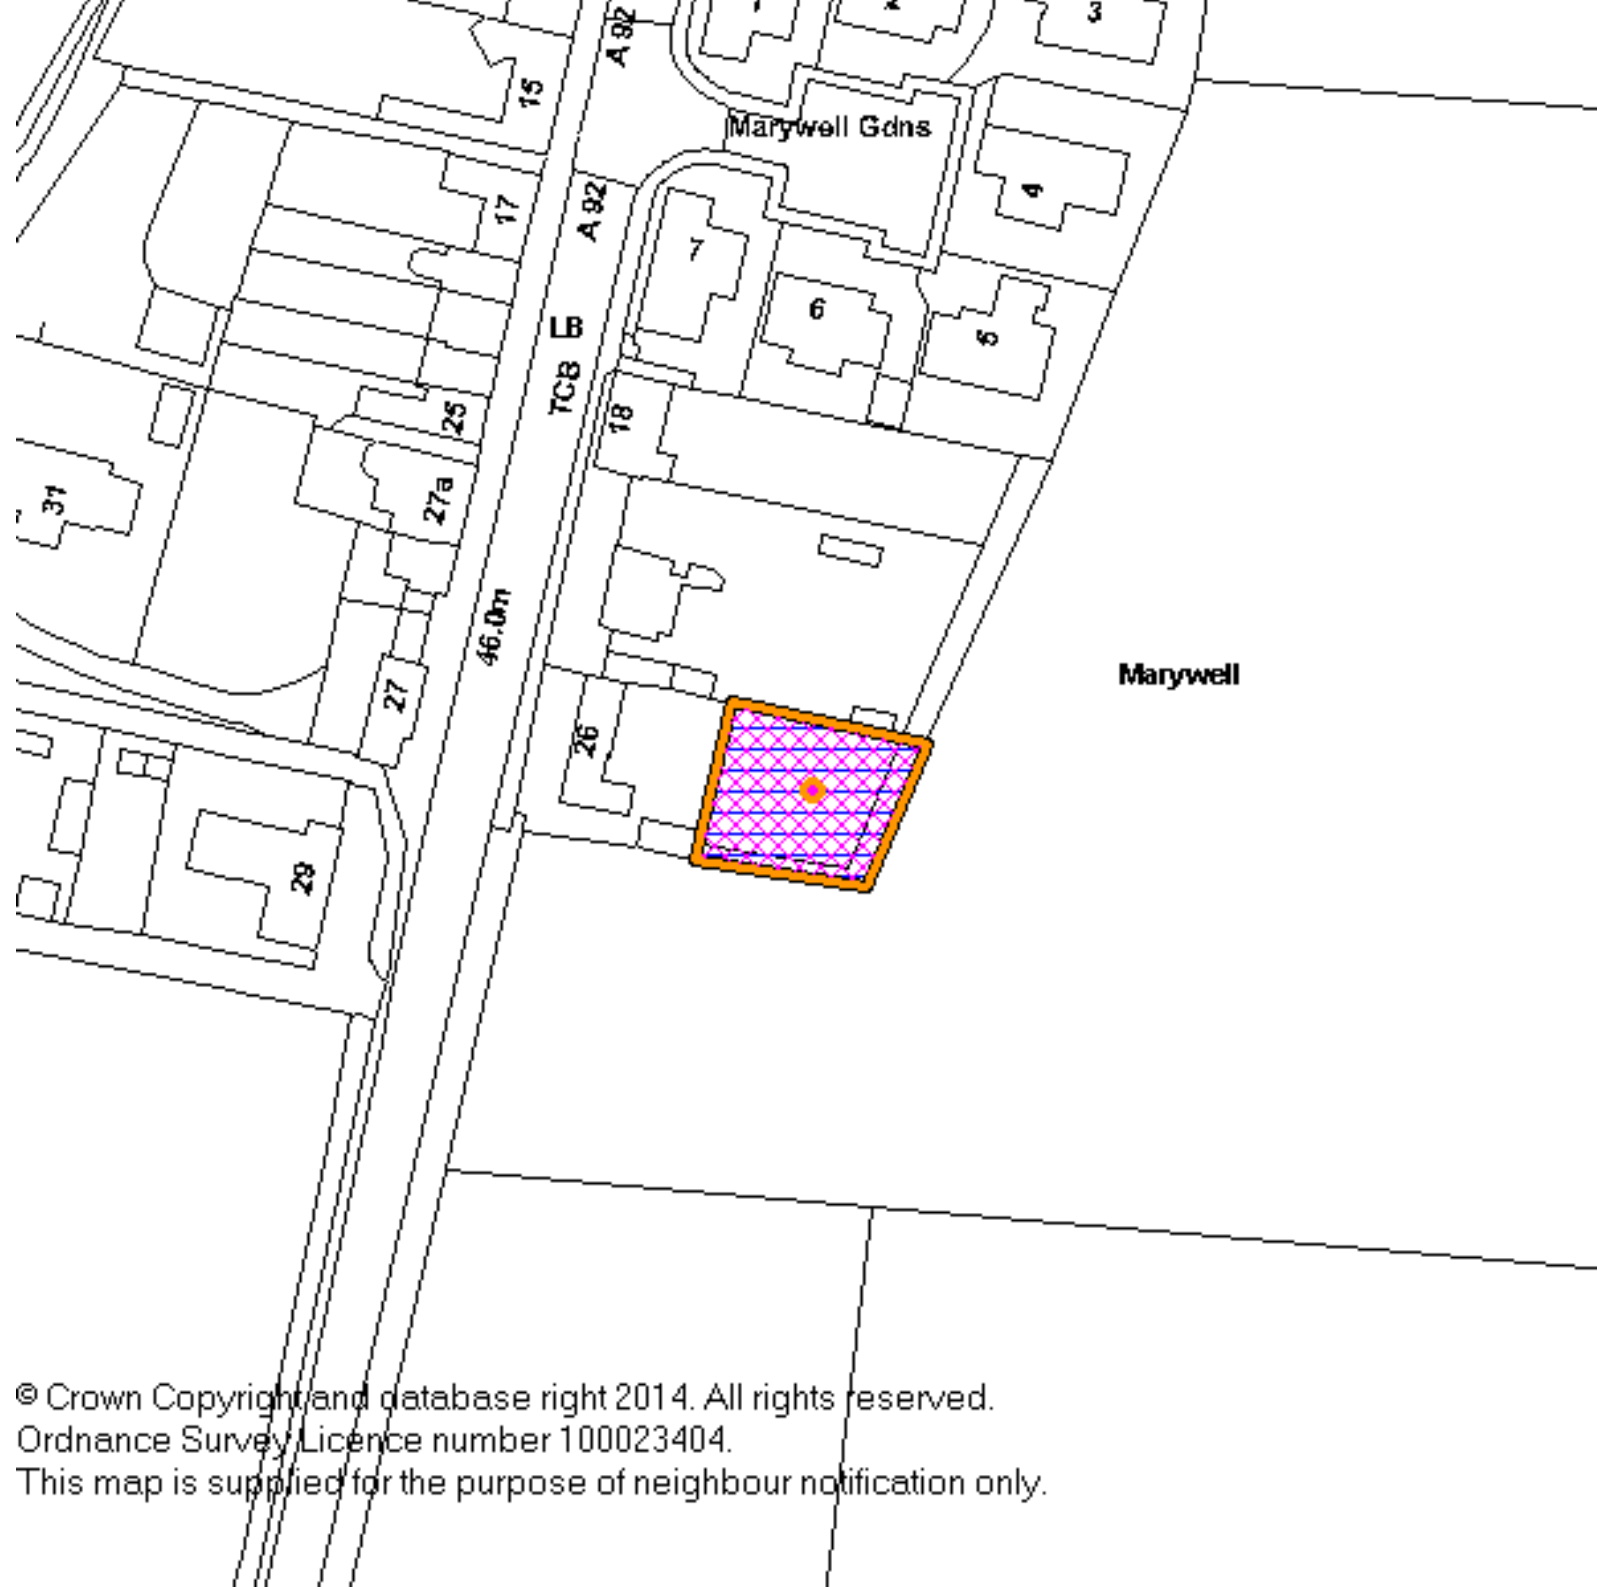 A 92
1
2
3
15
Marywell Gdns
4
17
A 92
7
6
5
LB
TCB
18
25
27a
31
46.0m
Marywell
27
26
29
© Crown Copyright and database right 2014. All rights reserved.
Ordnance Survey Licence number 100023404.
This map is supplied for the purpose of neighbour notification only.